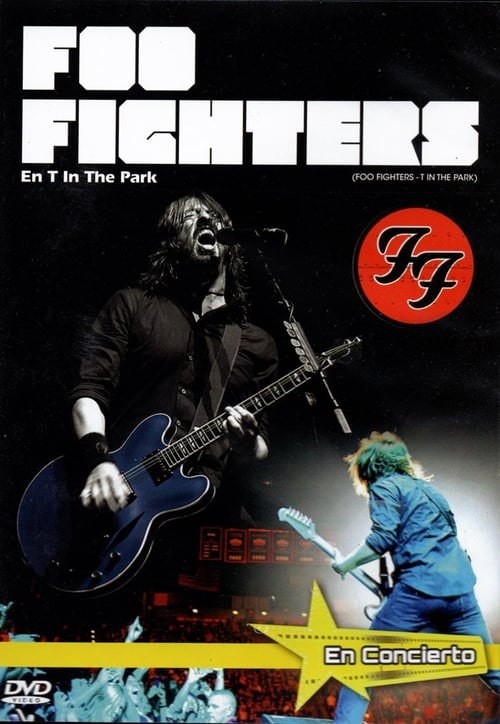 FOO
FIGHTERS
En T In The Park
(FOO FIGHTERS - T IN THE PARK)
FF
En Concierto
DVD
VIDEO